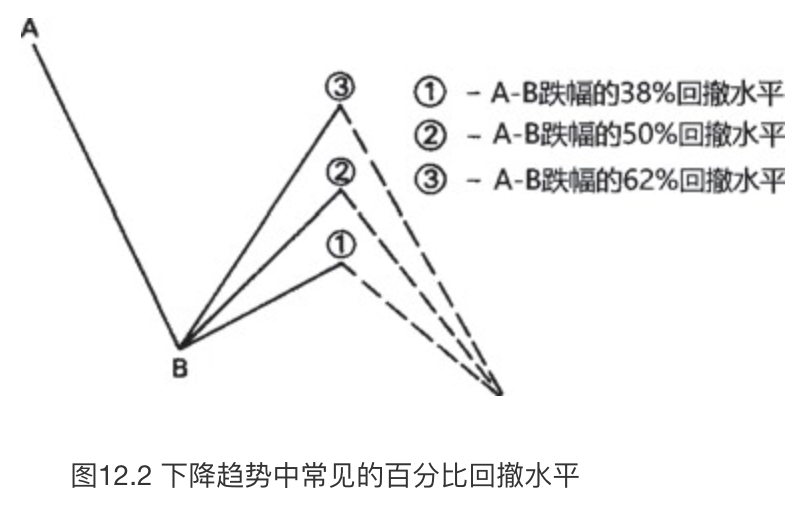 A
③
① – A-B跌幅的38%回撤水平
② – A-B跌幅的50%回撤水平
③ – A-B跌幅的62%回撤水平
②
①
B
图12.2 下降趋势中常见的百分比回撤水平